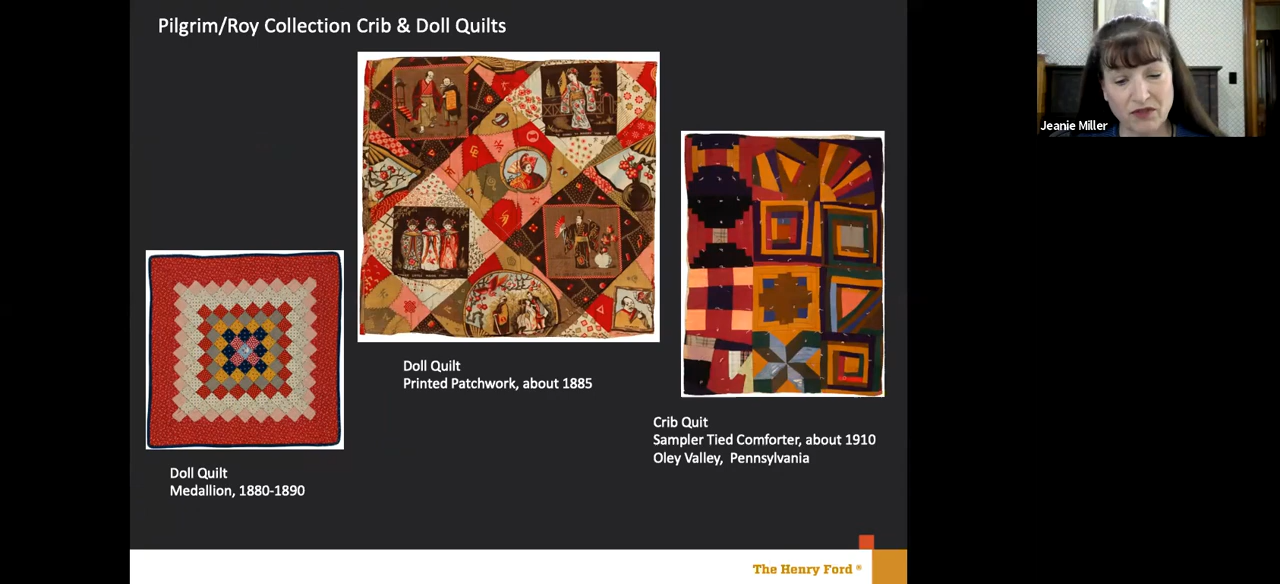 Pilgrim/Roy Collection Crib & Doll Quilts
Jeanie Miller
Doll Quilt
Printed Patchwork, about 1885
Crib Quit
Sampler Tied Comforter, about 1910
Oley Valley, Pennsylvania
Doll Quilt
Medallion, 1880-1890
The Henry Ford ®